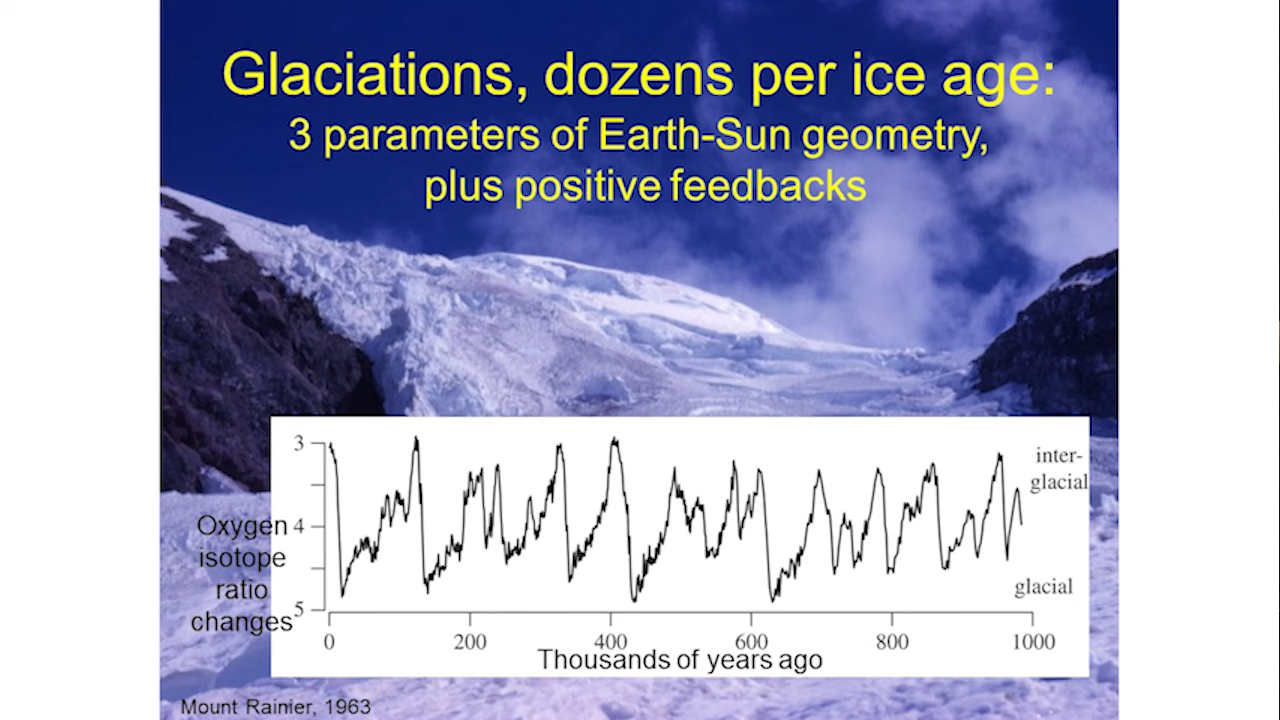 Glaciations, dozens per ice age:
3 parameters of Earth-Sun geometry,
plus positive feedbacks
3
inter-
glacial
Oxygen
isotope
ratio
changes
4
glacial
5
0 200 400 600 800 1000
Thousands of years ago
Mount Rainier, 1963